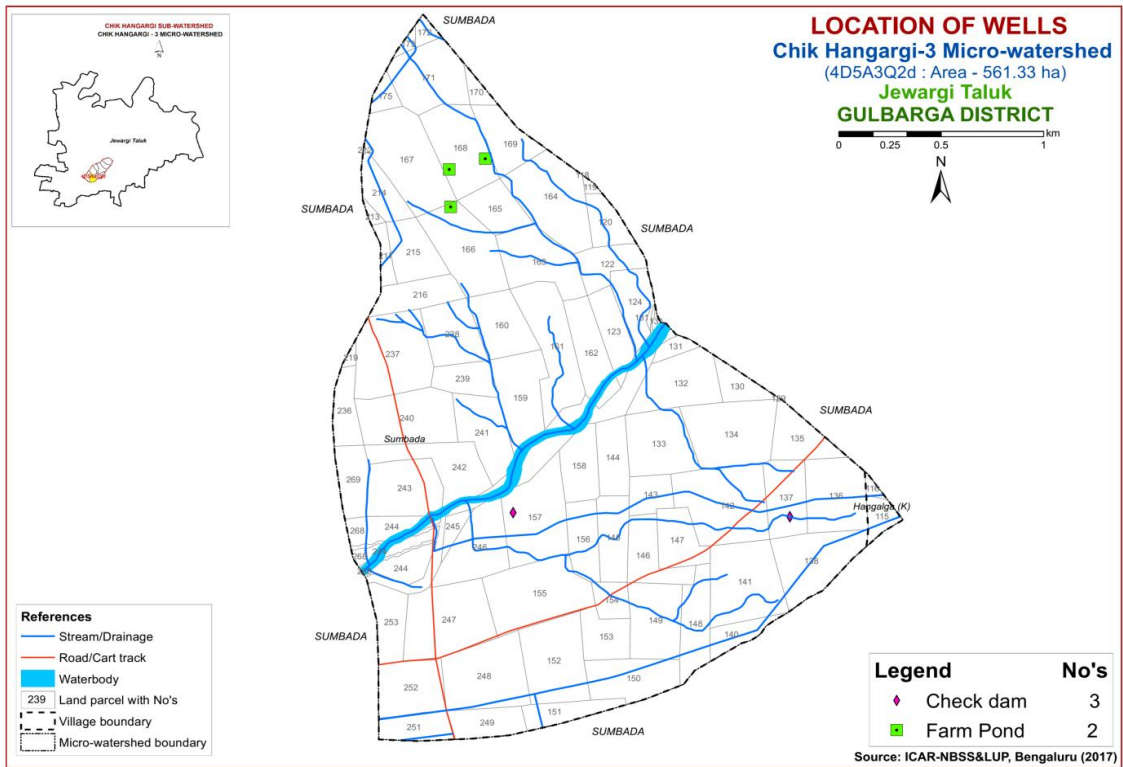 CHIK HANGARGI SUB-WATERSHED
CHIK HANGARGI - 3 MICRO-WATERSHED
N
Jewargi Taluk
LOCATION OF WELLS
Chik Hangargi-3 Micro-watershed
(4D5A3Q2d : Area - 561.33 ha)
Jewargi Taluk
GULBARGA DISTRICT
0 0.25 0.5 1 km
N
SUMBADA
172
171
175
170
168
169
167
214
213
164
118
119
SUMBADA
165
120
SUMBADA
166
215
163
122
216
124
160
123
238
161
162
131
237
219
132
130
239
159
236
240
SUMBADA
241
134
135
Sumbada
133
144
158
242
269
243
143
137
136
116
142
Hangalga (K)
115
157
244
245
268
246
156
147
146
138
244
141
155
154
253
247
149
148
SUMBADA
153
140
152
248
150
252
151
249
251
SUMBADA
References
Stream/Drainage
Road/Cart track
Waterbody
239 Land parcel with No's
Village boundary
Micro-watershed boundary
Legend No's
Check dam 3
Farm Pond 2
Source: ICAR-NBSS&LUP, Bengaluru (2017)